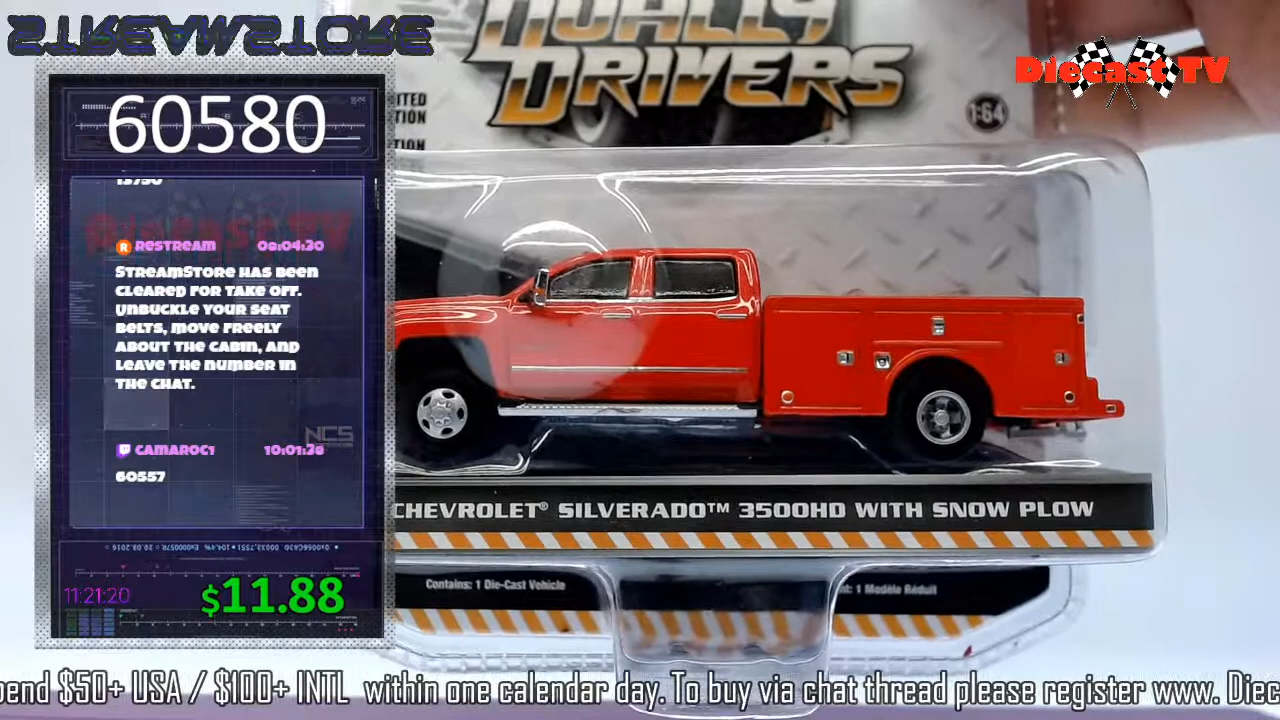 STREAMSTORE
60580
13750
RESTREAM 08:04:30
STREAMSTORE HAS BEEN
CLEARED FOR TAKE OFF.
UNBUCKLE YOUR SEAT
BELTS, MOVE FREELY
ABOUT THE CABIN, AND
LEAVE THE NUMBER IN
THE CHAT.
NCS
CAMAROC1 10:01:38
60557
11:21:20
$11.88
DUALLY
DRIVERS
1:64
Diecast TV
CHEVROLET® SILVERADO™ 3500HD WITH SNOW PLOW
Contains: 1 Die-Cast Vehicle
1 Modèle Réduit
pend $50+ USA / $100+ INTL within one calendar day. To buy via chat thread please register www. Diec